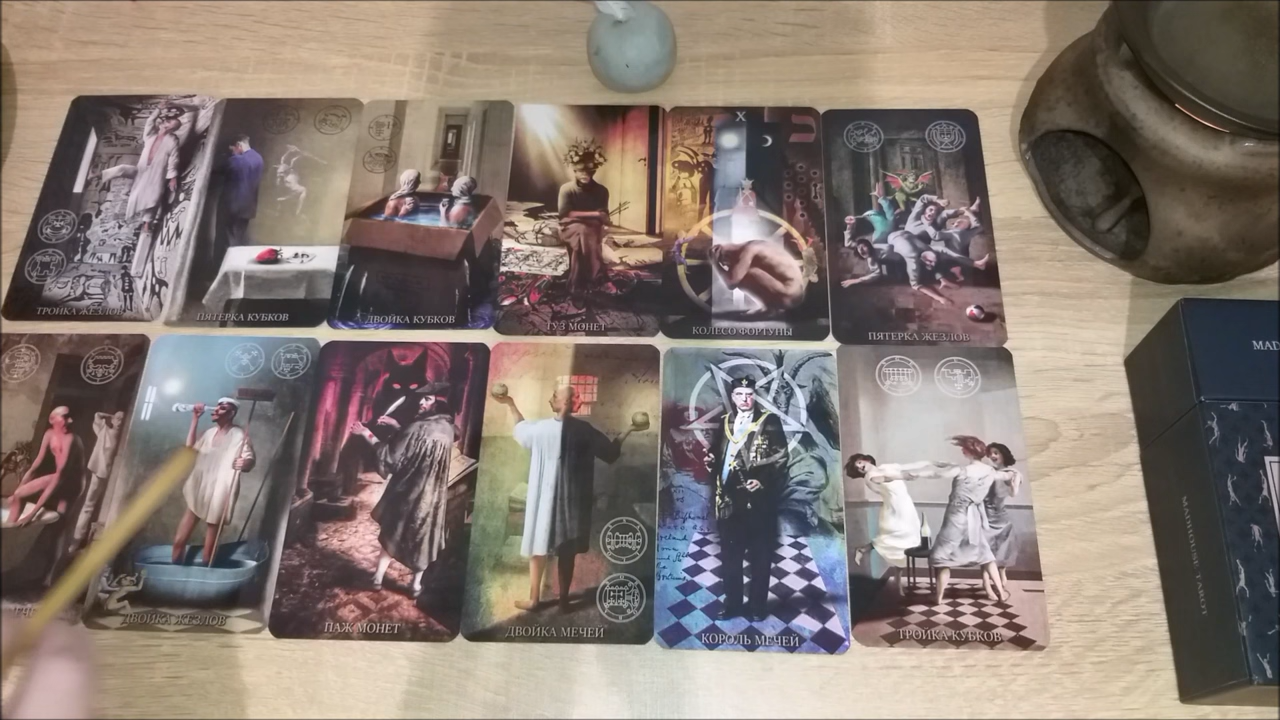 ТРОЙКА ЖЕЗЛОВ
ПЯТЕРКА КУБКОВ
ДВОЙКА КУБКОВ
ТУЗ МОНЕТ
X
КОЛЕСО ФОРТУНЫ
ПЯТЕРКА ЖЕЗЛОВ
ДВОЙКА ЖЕЗЛОВ
ПАЖ МОНЕТ
ДВОЙКА МЕЧЕЙ
КОРОЛЬ МЕЧЕЙ
ТРОЙКА КУБКОВ
MAD
MADHOUSE TAROT